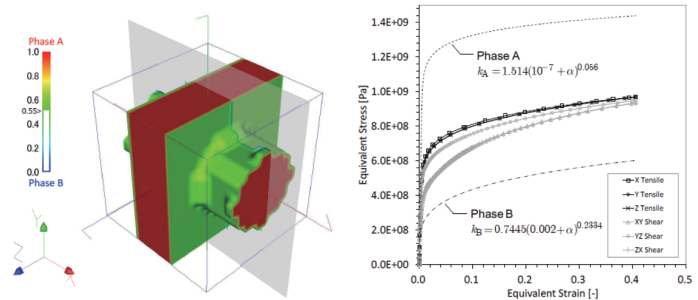 Phase A
1.0
0.8
0.6
0.55>
0.4
0.2
0.0
Phase B
Y
Z
X
1.4E+09
1.2E+09
1.0E+09
8.0E+08
6.0E+08
4.0E+08
2.0E+08
0.0E+00
Equivalent Stress [Pa]
Phase A
k_A = 1.514(10^-7 + α)^0.056
Phase B
k_B = 0.7445(0.002+α)^0.2334
X Tensile
Y Tensile
Z Tensile
XY Shear
YZ Shear
ZX Shear
0.0 0.1 0.2 0.3 0.4 0.5
Equivalent Strain [-]